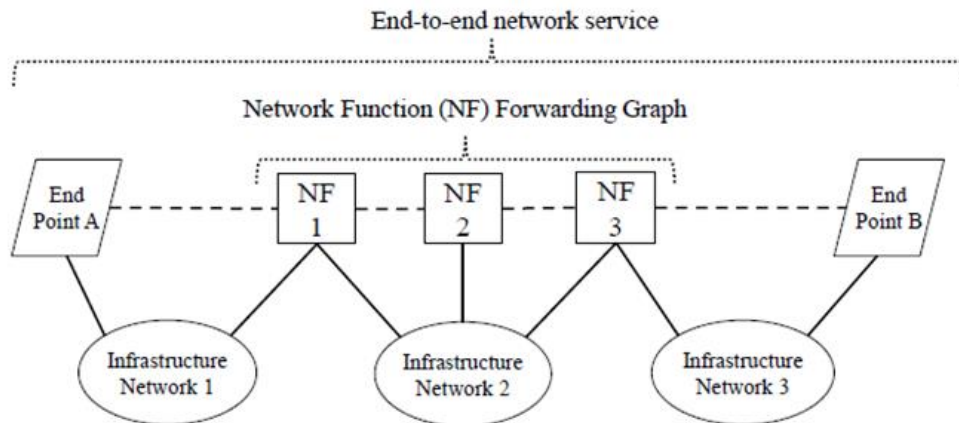 End-to-end network service
Network Function (NF) Forwarding Graph
End
Point A
NF
1
NF
2
NF
3
End
Point B
Infrastructure
Network 1
Infrastructure
Network 2
Infrastructure
Network 3